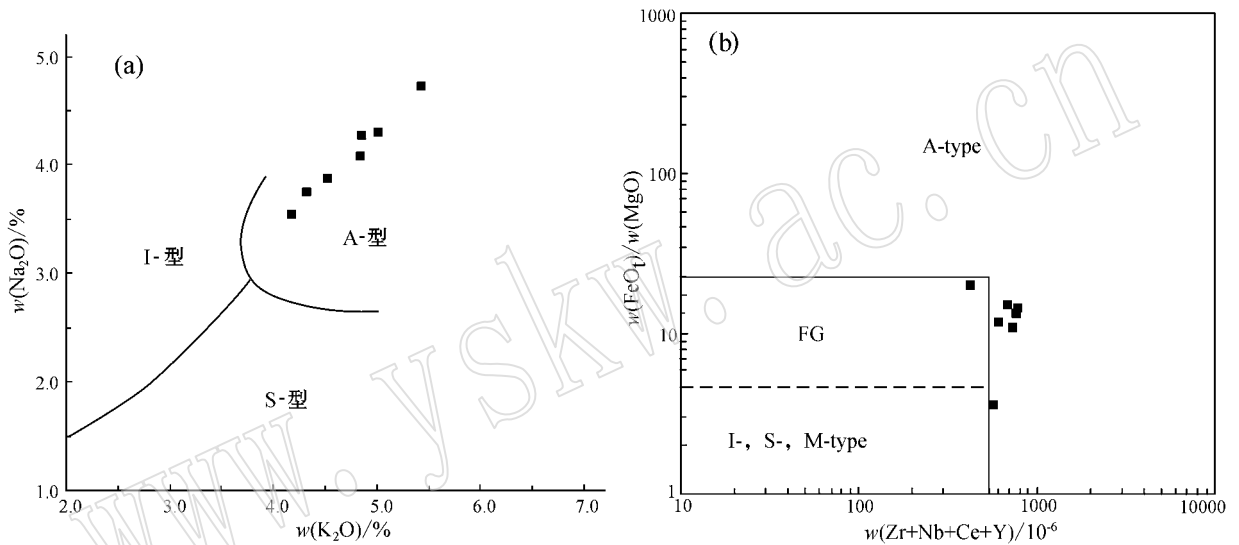 (a)
5.0
4.0
3.0
2.0
1.0
w(Na₂O)/%
I-型
A-型
S-型
2.0 3.0 4.0 5.0 6.0 7.0
w(K₂O)/%
(b)
1000
100
10
1
w(FeOt)/w(MgO)
A-type
FG
I-, S-, M-type
10 100 1000 10000
w(Zr+Nb+Ce+Y)/10⁻⁶
www.yskw.ac.cn